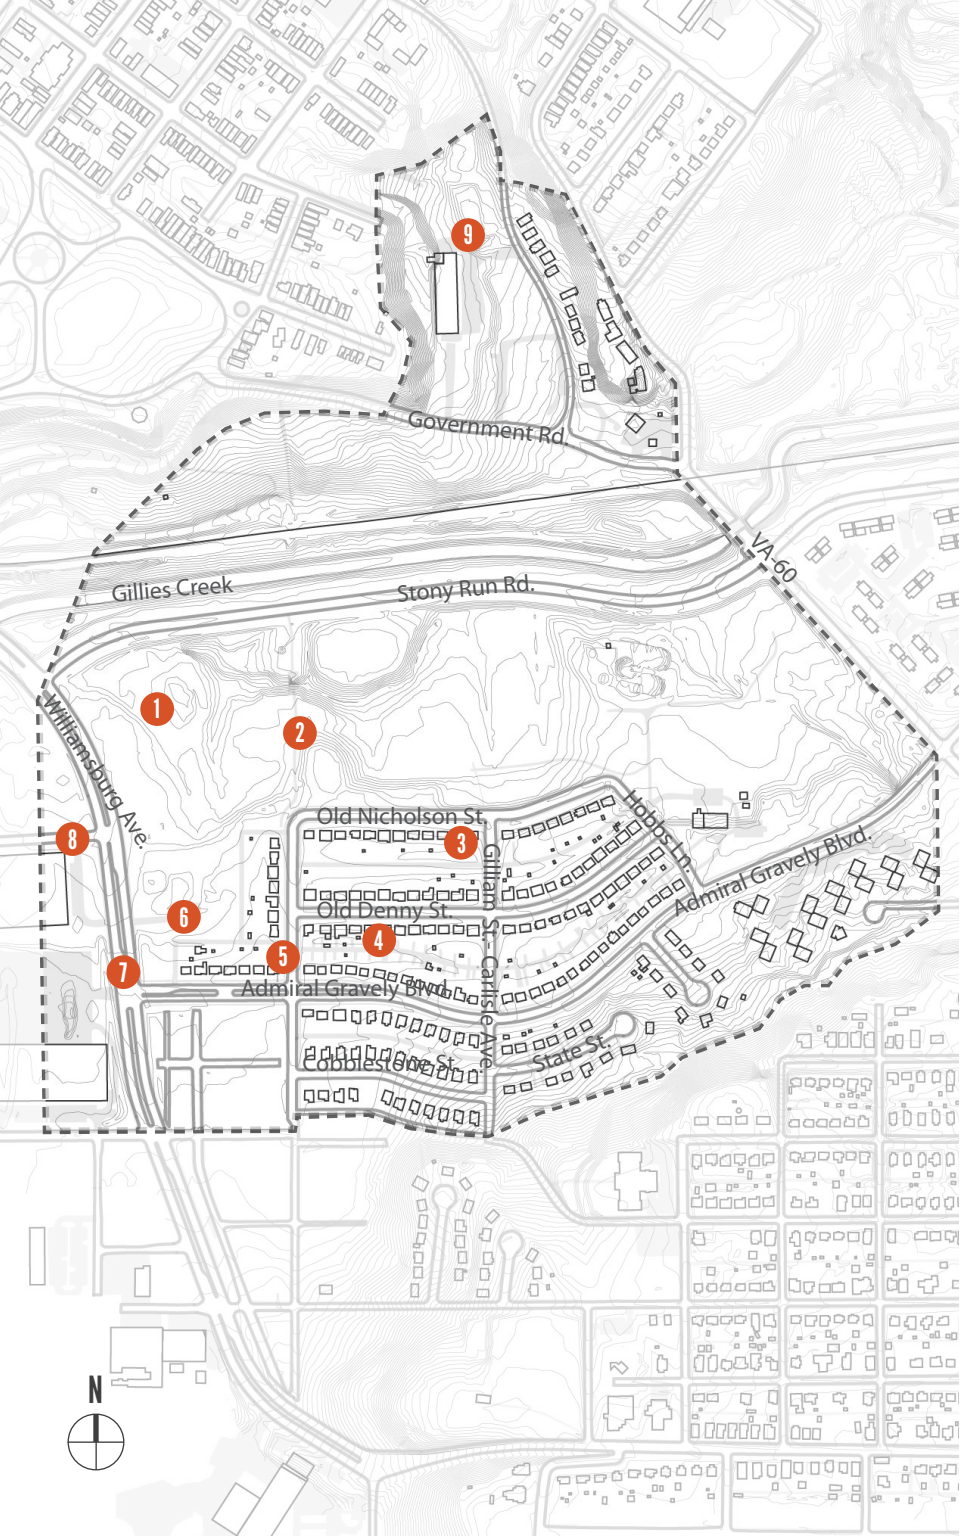 9
Government Rd.
VA-60
Gillies Creek
Stony Run Rd.
1
2
Williamsburg Ave.
Hobbs Ln.
Old Nicholson St.
8
3
Gillian St.
Admiral Gravely Blvd.
6
Old Denny St.
4
5
7
Carlisle Ave.
Admiral Gravely Blvd.
State St.
Cobblestone St.
N